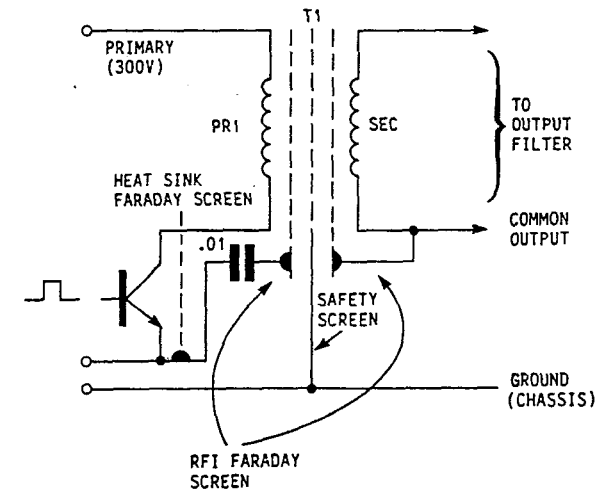 T1
PRIMARY
(300V)
PR1
SEC
TO
OUTPUT
FILTER
HEAT SINK
FARADAY SCREEN
.01
COMMON
OUTPUT
SAFETY
SCREEN
GROUND
(CHASSIS)
RFI FARADAY
SCREEN